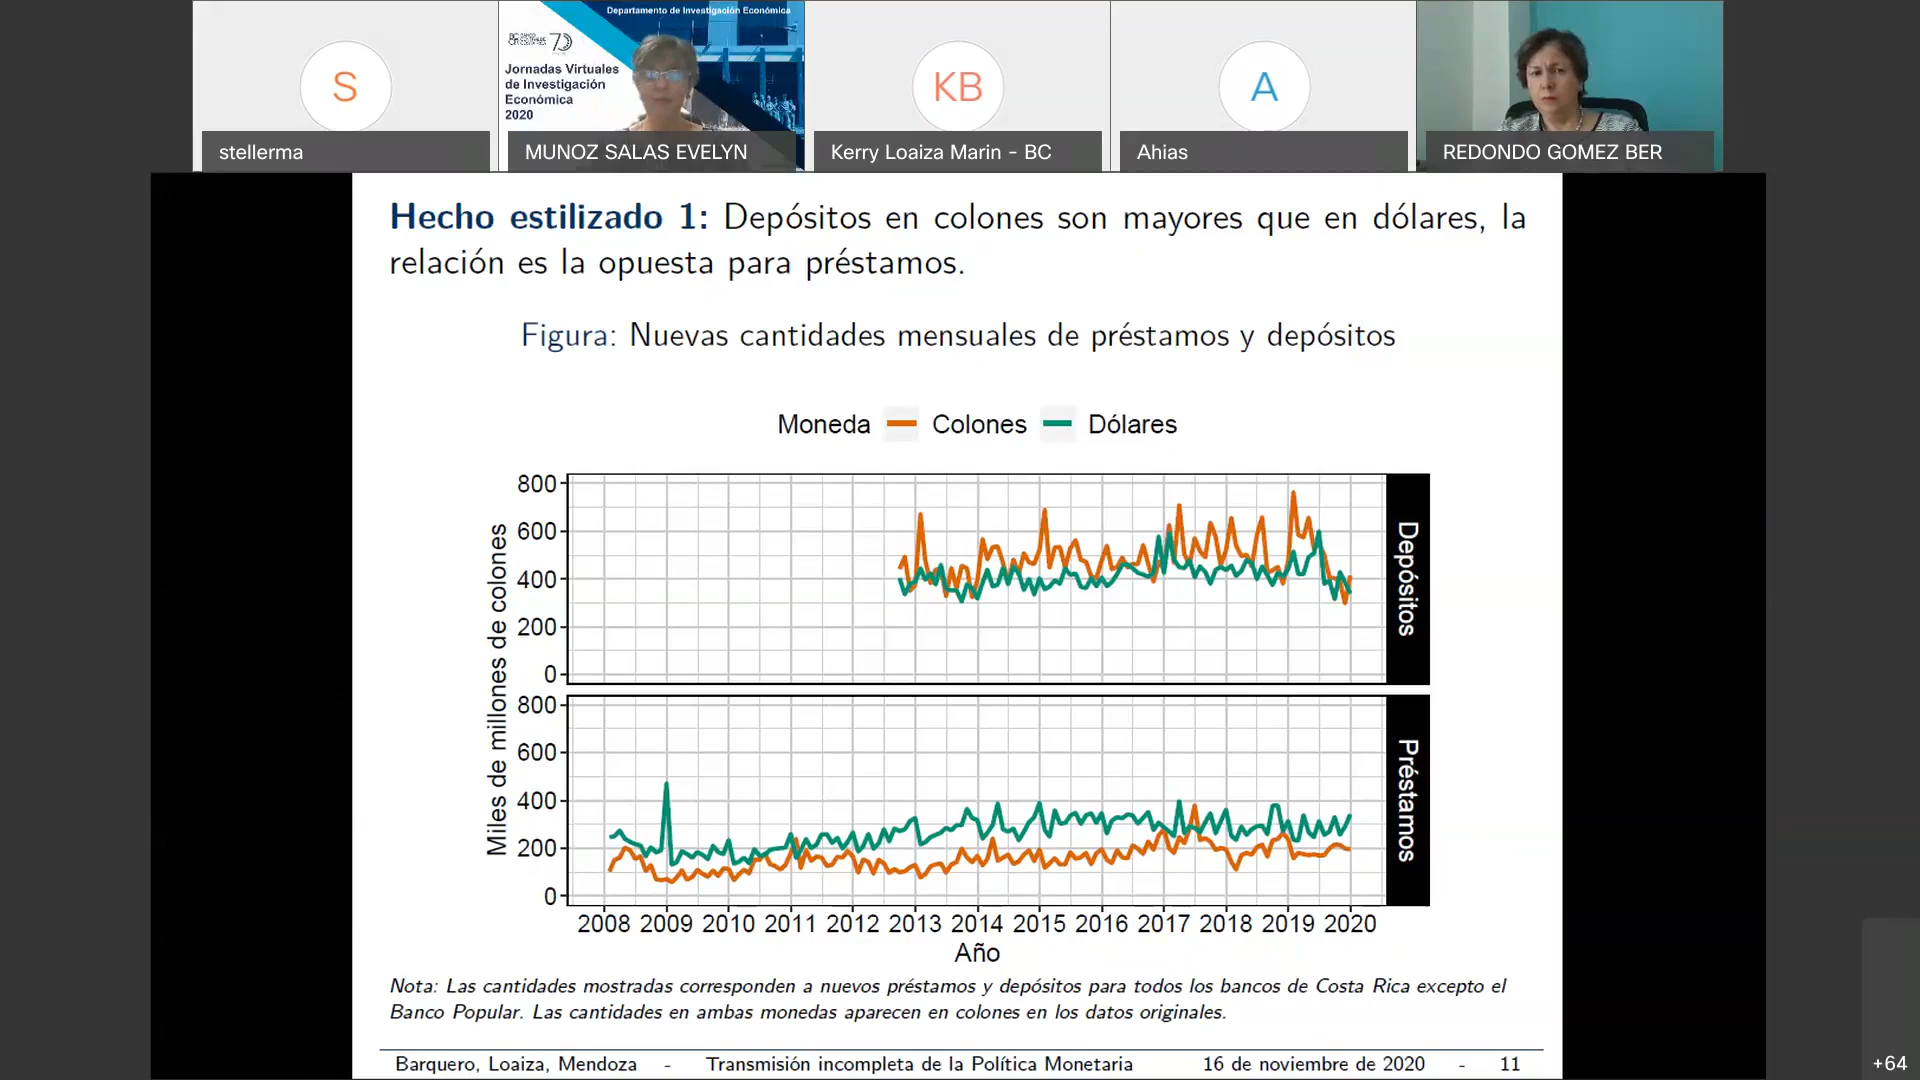 S
stellerma
Departamento de Investigación Económica
Jornadas Virtuales
de Investigación
Económica
2020
MUNOZ SALAS EVELYN
KB
Kerry Loaiza Marin - BC
A
Ahias
REDONDO GOMEZ BER
Hecho estilizado 1: Depósitos en colones son mayores que en dólares, la
relación es la opuesta para préstamos.
Figura: Nuevas cantidades mensuales de préstamos y depósitos
Moneda Colones Dólares
Miles de millones de colones
800
600
400
200
0
Depósitos
800
600
400
200
0
Préstamos
2008 2009 2010 2011 2012 2013 2014 2015 2016 2017 2018 2019 2020
Año
Nota: Las cantidades mostradas corresponden a nuevos préstamos y depósitos para todos los bancos de Costa Rica excepto el
Banco Popular. Las cantidades en ambas monedas aparecen en colones en los datos originales.
Barquero, Loaiza, Mendoza - Transmisión incompleta de la Política Monetaria 16 de noviembre de 2020 - 11
+64